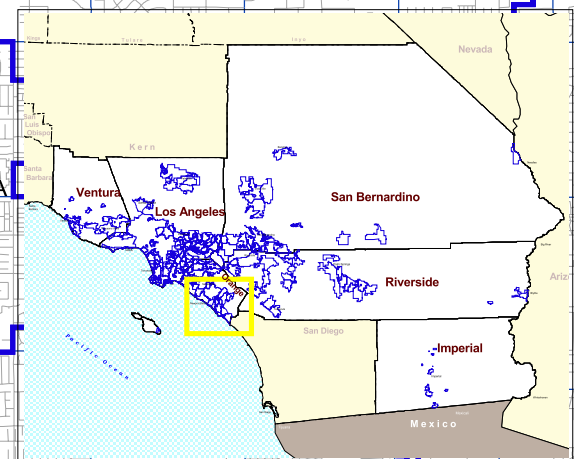 Kings
Tulare
Inyo
Nevada
San
Luis
Obispo
Kern
Santa
Barbara
Ventura
San Bernardino
A
Los Angeles
Orange
Riverside
Ariz
San Diego
Imperial
Pacific Ocean
Mexico